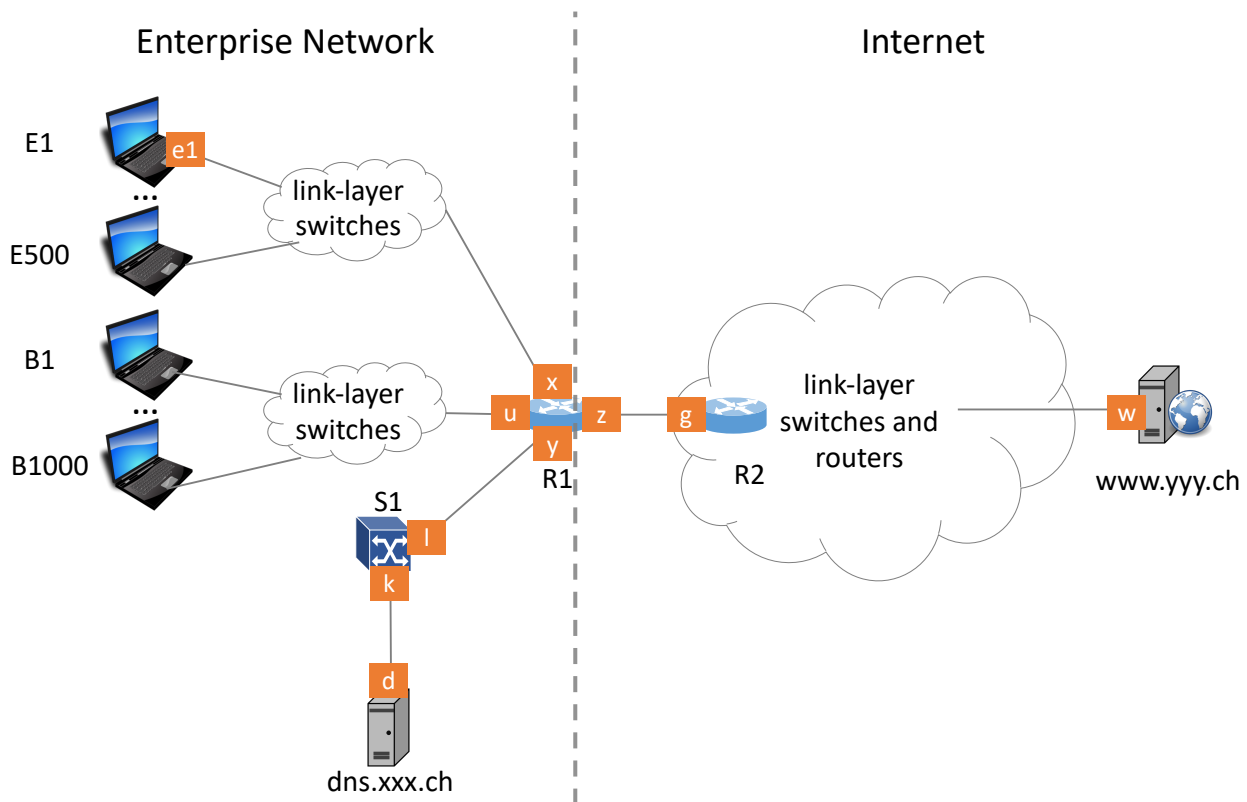 Enterprise Network
Internet
E1
e1
...
E500
link-layer
switches
B1
...
B1000
link-layer
switches
x
u
z
y
R1
g
R2
link-layer
switches and
routers
w
www.yyy.ch
S1
l
k
d
dns.xxx.ch